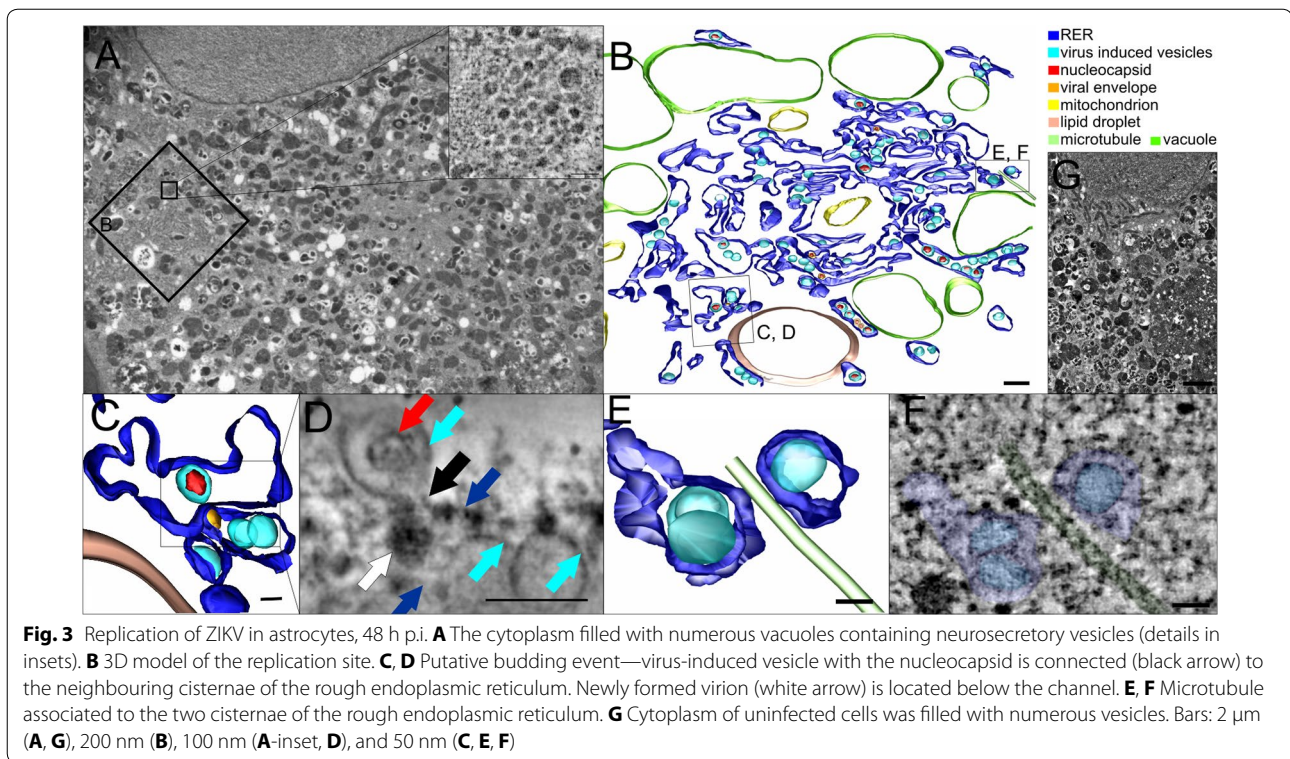 A
B
B
E, F
C, D
RER
virus induced vesicles
nucleocapsid
viral envelope
mitochondrion
lipid droplet
microtubule vacuole
G
C
D
E
F
Fig. 3 Replication of ZIKV in astrocytes, 48 h p.i. A The cytoplasm filled with numerous vacuoles containing neurosecretory vesicles (details in
insets). B 3D model of the replication site. C, D Putative budding event—virus-induced vesicle with the nucleocapsid is connected (black arrow) to
the neighbouring cisternae of the rough endoplasmic reticulum. Newly formed virion (white arrow) is located below the channel. E, F Microtubule
associated to the two cisternae of the rough endoplasmic reticulum. G Cytoplasm of uninfected cells was filled with numerous vesicles. Bars: 2 μm
(A, G), 200 nm (B), 100 nm (A-inset, D), and 50 nm (C, E, F)